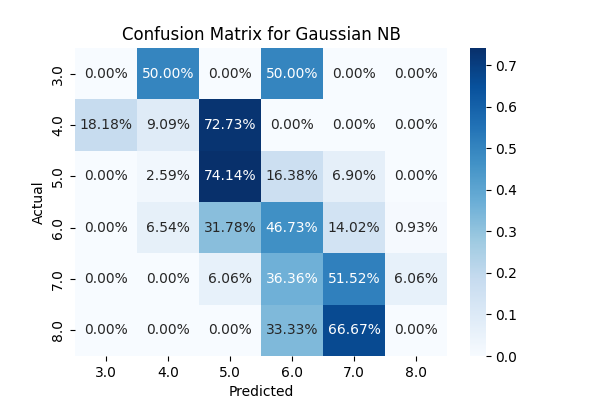 Confusion Matrix for Gaussian NB
3.0 0.00% 50.00% 0.00% 50.00% 0.00% 0.00%
4.0 18.18% 9.09% 72.73% 0.00% 0.00% 0.00%
5.0 0.00% 2.59% 74.14% 16.38% 6.90% 0.00%
6.0 0.00% 6.54% 31.78% 46.73% 14.02% 0.93%
7.0 0.00% 0.00% 6.06% 36.36% 51.52% 6.06%
8.0 0.00% 0.00% 0.00% 33.33% 66.67% 0.00%
3.0 4.0 5.0 6.0 7.0 8.0
Predicted
Actual
0.7
0.6
0.5
0.4
0.3
0.2
0.1
0.0